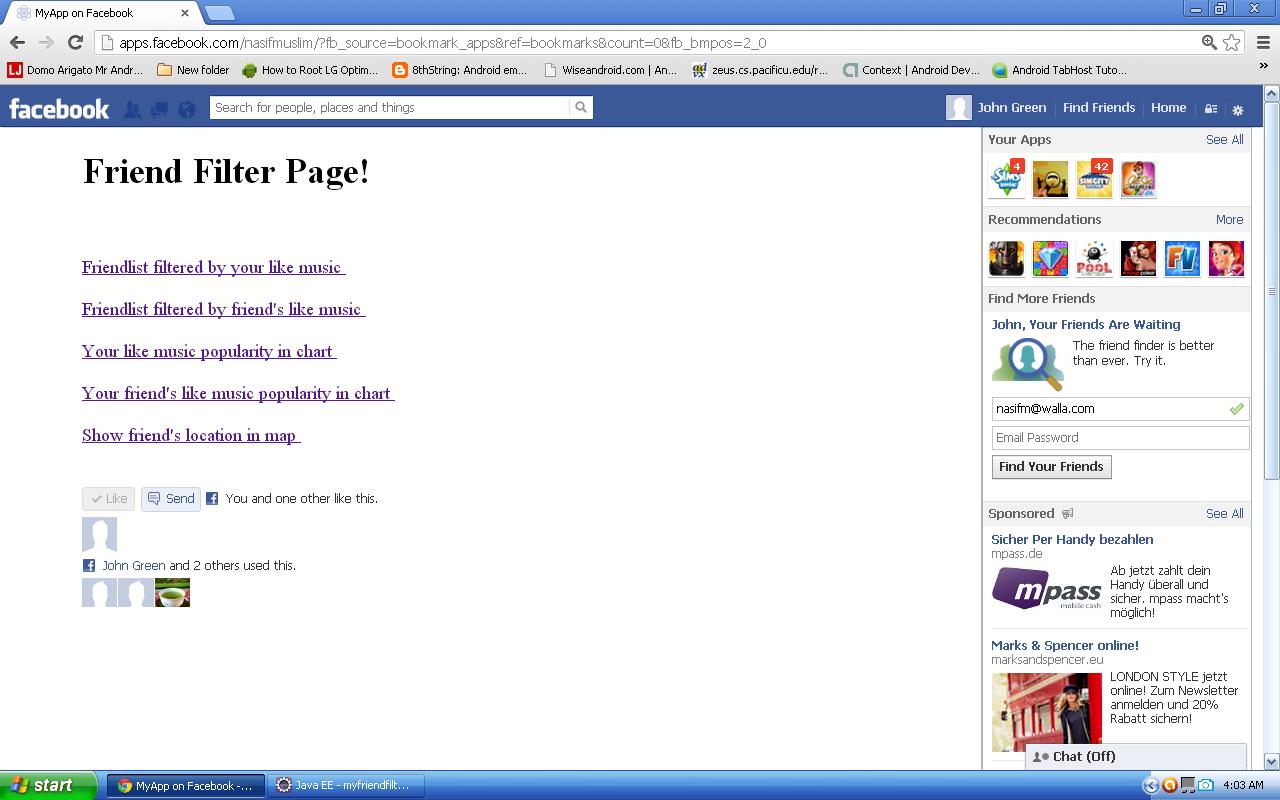 MyApp on Facebook
apps.facebook.com/nasifmuslim/?fb_source=bookmark_apps&ref=bookmarks&count=0&fb_bmpos=2_0
Domo Arigato Mr Andr... New folder How to Root LG Optim... 8thString: Android em... Wiseandroid.com | An... zeus.cs.pacificu.edu/r... Context | Android Dev... Android TabHost Tuto... »
facebook Search for people, places and things John Green Find Friends Home
Friend Filter Page!
Friendlist filtered by your like music
Friendlist filtered by friend's like music
Your like music popularity in chart
Your friend's like music popularity in chart
Show friend's location in map
Like Send You and one other like this.
John Green and 2 others used this.
Your Apps See All
SiMS 4 SIMCITY 42
Recommendations More
POOL FV
Find More Friends
John, Your Friends Are Waiting
The friend finder is better
than ever. Try it.
nasifm@walla.com
Email Password
Find Your Friends
Sponsored See All
Sicher Per Handy bezahlen
mpass.de
mpass
mobile cash
Ab jetzt zahlt dein
Handy überall und
sicher. mpass macht's
möglich!
Marks & Spencer online!
marksandspencer.eu
LONDON STYLE jetzt
online! Zum Newsletter
anmelden und 20%
Rabatt sichern!
Chat (Off)
start MyApp on Facebook -... Java EE - myfriendfilt... 4:03 AM